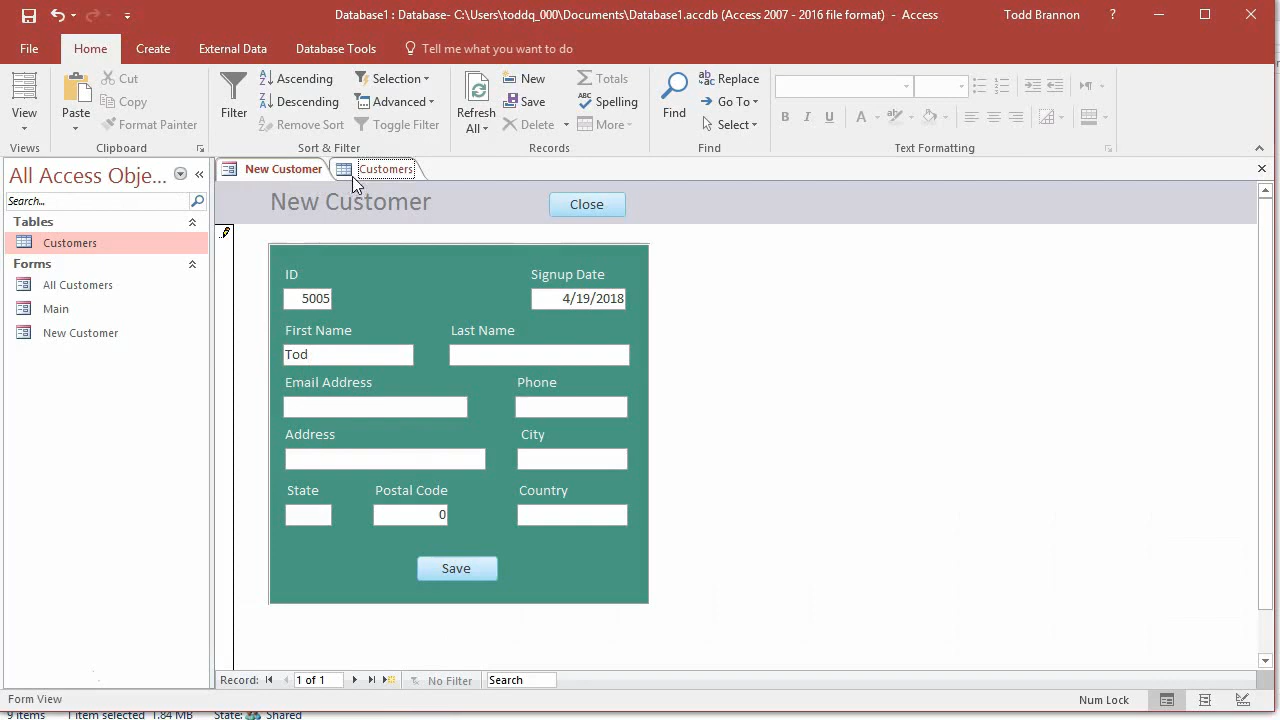 Database1 : Database- C:\Users\toddq_000\Documents\Database1.accdb (Access 2007 - 2016 file format) - Access
Todd Brannon
?
File Home Create External Data Database Tools Tell me what you want to do
View
Views
Paste
Cut
Copy
Format Painter
Clipboard
Filter
Ascending
Descending
Remove Sort
Selection
Advanced
Toggle Filter
Sort & Filter
Refresh
All
New
Save
Delete
Totals
Spelling
More
Records
Find
Replace
Go To
Select
Find
B I U A
Text Formatting
All Access Obje...
Search...
Tables
Customers
Forms
All Customers
Main
New Customer
New Customer Customers
New Customer Close
ID Signup Date
5005 4/19/2018
First Name Last Name
Tod
Email Address Phone
Address City
State Postal Code Country
0
Save
Record: 1 of 1 No Filter Search
Form View Num Lock
9 items 1 item selected 1.84 MB State: Shared